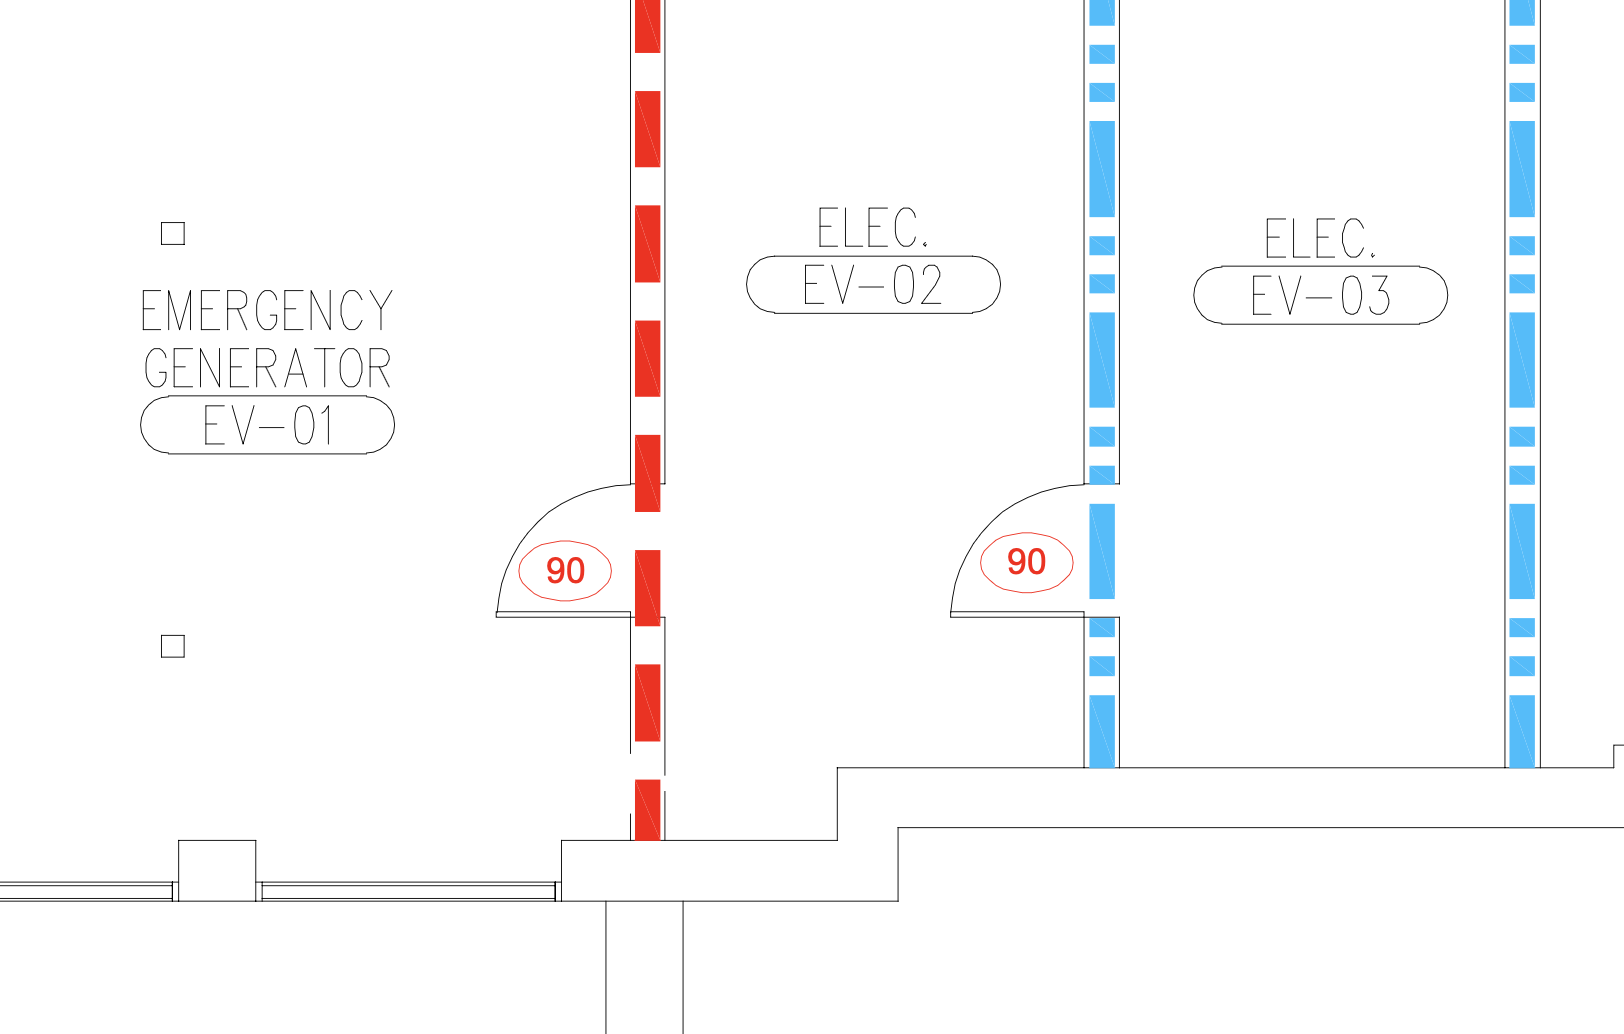 EMERGENCY
GENERATOR
EV-01
90
ELEC.
EV-02
90
ELEC.
EV-03